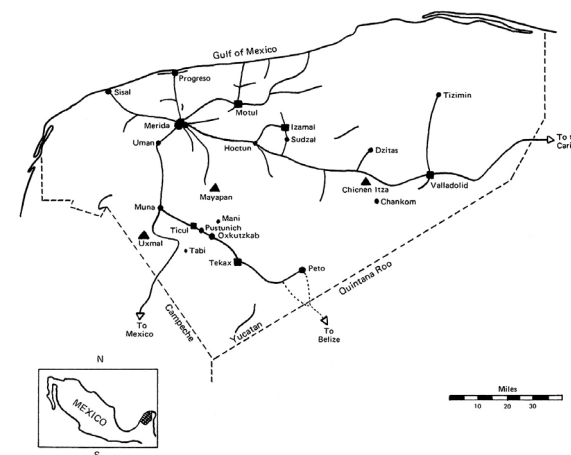 Gulf of Mexico
Progreso
Sisal
Motul
Tizimin
Merida
Izamal
Sudzal
Uman
Hoctun
Dzitas
To t
Cari
Chicnen Itza
Valladolid
Mayapan
Chankom
Muna
Mani
Ticul
Pustunich
Oxkutzkab
Uxmal
Tabi
Tekax
Peto
Quintana Roo
Campeche
Yucatan
To
Mexico
To
Belize
N
MEXICO
S
Miles
10 20 30